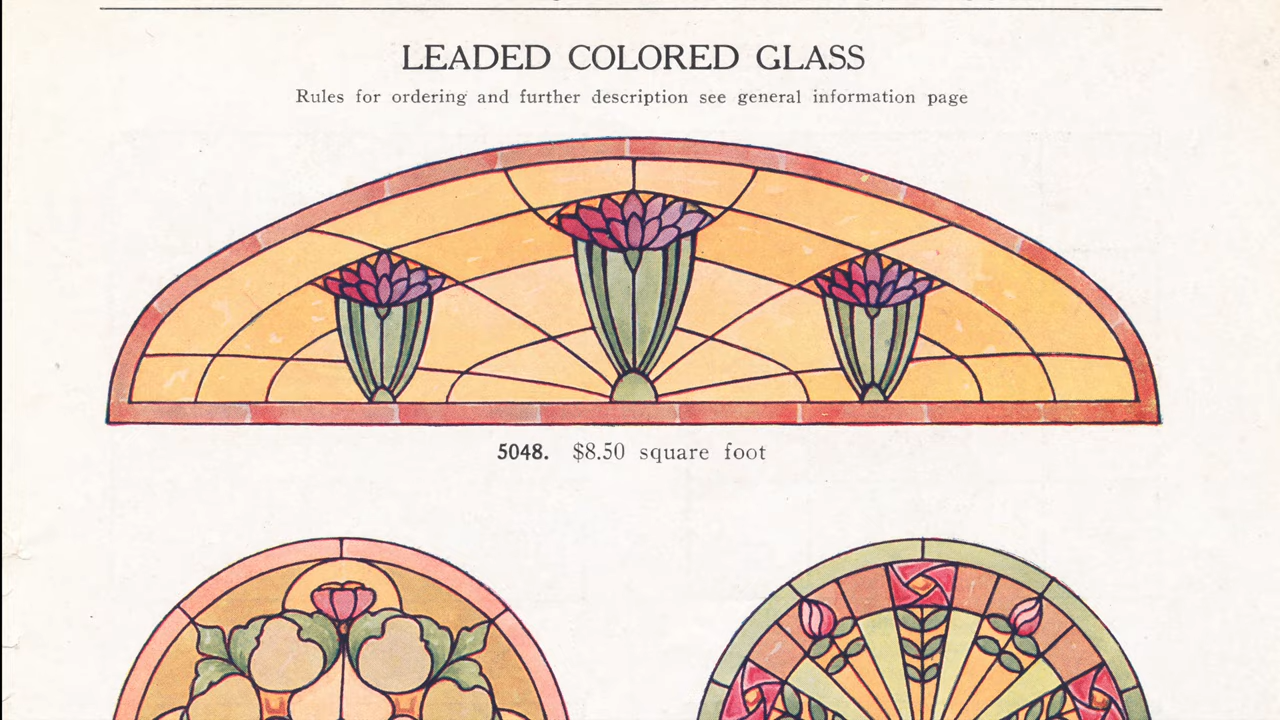 LEADED COLORED GLASS
Rules for ordering and further description see general information page
5048. $8.50 square foot